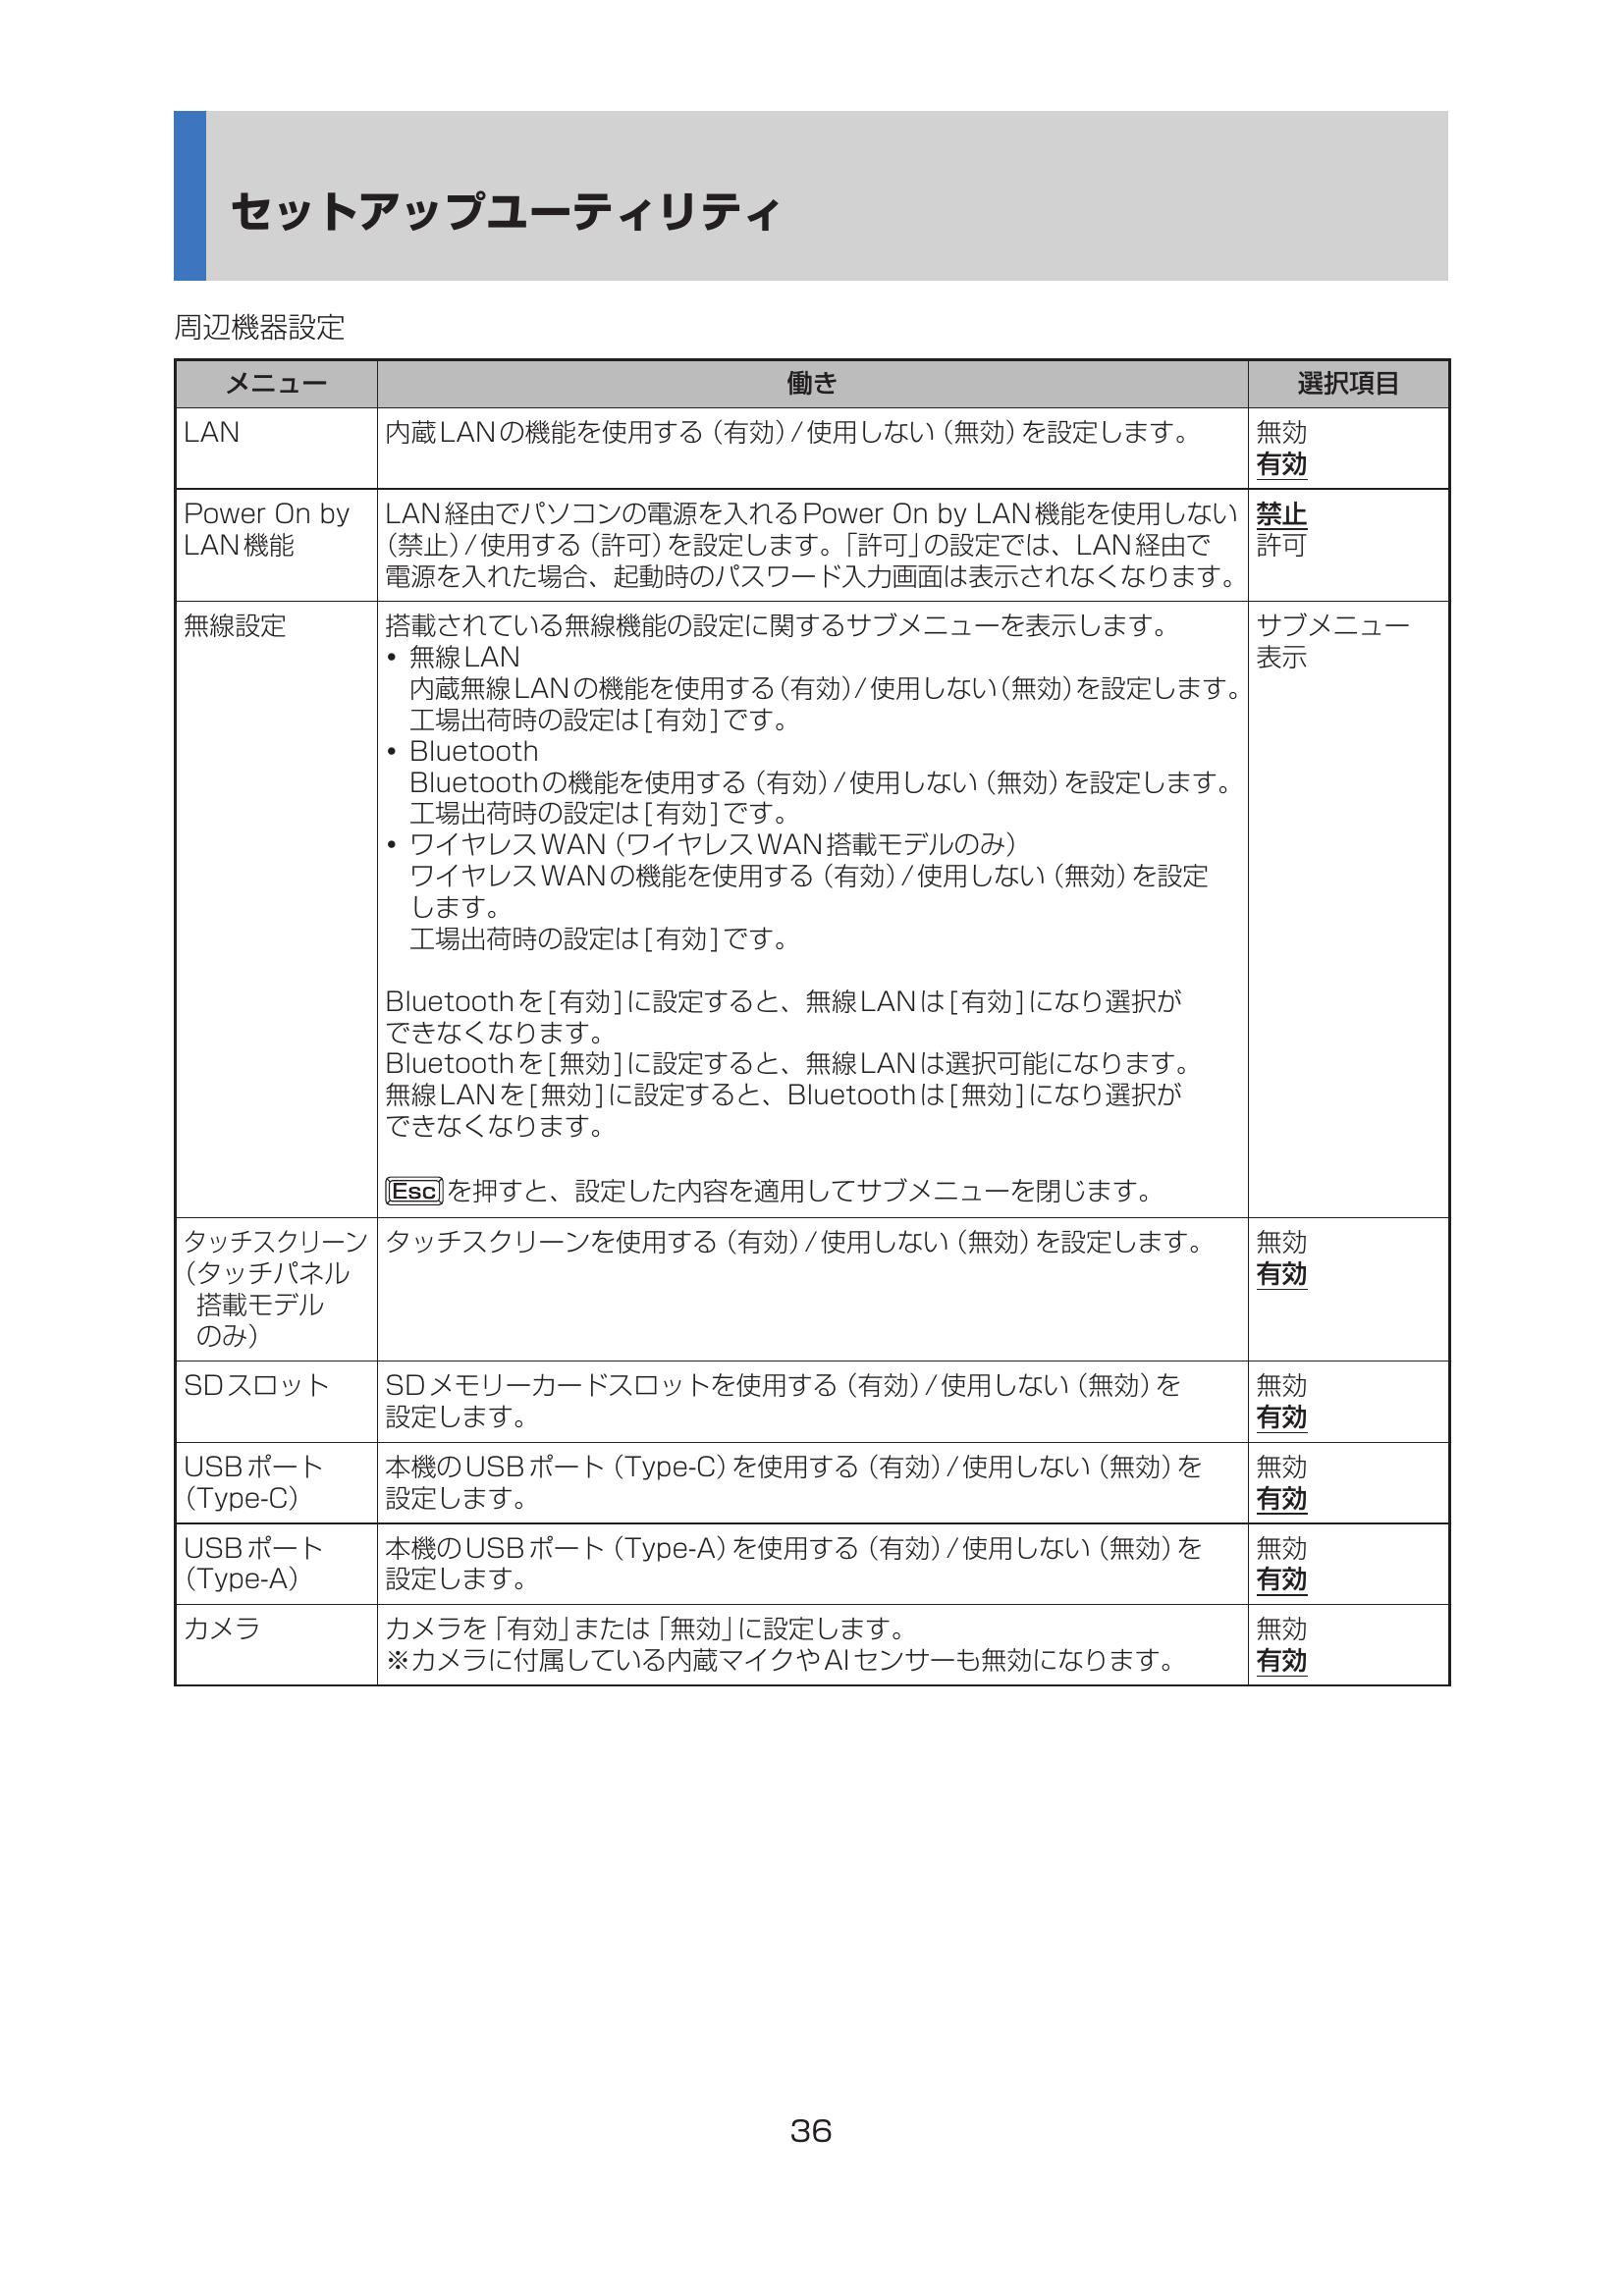 セットアップユーティリティ
周辺機器設定
メニュー 働き 選択項目
LAN 内蔵LANの機能を使用する（有効）/使用しない（無効）を設定します。 無効
有効
Power On by LAN経由でパソコンの電源を入れるPower On by LAN機能を使用しない 禁止
LAN機能 （禁止）/使用する（許可）を設定します。「許可」の設定では、LAN経由で 許可
電源を入れた場合、起動時のパスワード入力画面は表示されなくなります。
無線設定 搭載されている無線機能の設定に関するサブメニューを表示します。 サブメニュー
• 無線LAN 表示
内蔵無線LANの機能を使用する（有効）/使用しない（無効）を設定します。
工場出荷時の設定は[有効]です。
• Bluetooth
Bluetoothの機能を使用する（有効）/使用しない（無効）を設定します。
工場出荷時の設定は[有効]です。
• ワイヤレスWAN（ワイヤレスWAN搭載モデルのみ）
ワイヤレスWANの機能を使用する（有効）/使用しない（無効）を設定
します。
工場出荷時の設定は[有効]です。
Bluetoothを[有効]に設定すると、無線LANは[有効]になり選択が
できなくなります。
Bluetoothを[無効]に設定すると、無線LANは選択可能になります。
無線LANを[無効]に設定すると、Bluetoothは[無効]になり選択が
できなくなります。
Escを押すと、設定した内容を適用してサブメニューを閉じます。
タッチスクリーン タッチスクリーンを使用する（有効）/使用しない（無効）を設定します。 無効
（タッチパネル 有効
搭載モデル
のみ）
SDスロット SDメモリーカードスロットを使用する（有効）/使用しない（無効）を 無効
設定します。 有効
USBポート 本機のUSBポート（Type-C）を使用する（有効）/使用しない（無効）を 無効
（Type-C） 設定します。 有効
USBポート 本機のUSBポート（Type-A）を使用する（有効）/使用しない（無効）を 無効
（Type-A） 設定します。 有効
カメラ カメラを「有効」または「無効」に設定します。 無効
※カメラに付属している内蔵マイクやAIセンサーも無効になります。 有効
36